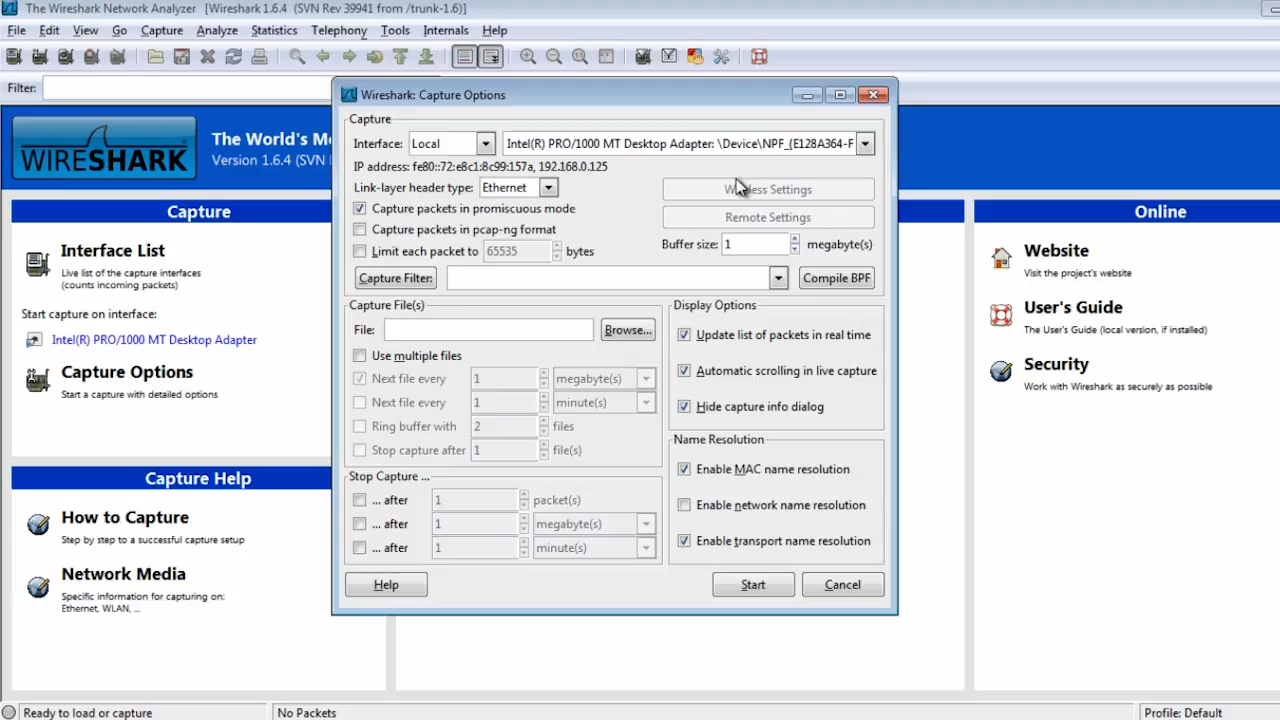 The Wireshark Network Analyzer [Wireshark 1.6.4 (SVN Rev 39941 from /trunk-1.6)]
File Edit View Go Capture Analyze Statistics Telephony Tools Internals Help
Filter:
WIRESHARK
The World's M
Version 1.6.4 (SVN
Capture
Interface List
Live list of the capture interfaces
(counts incoming packets)
Start capture on interface:
Intel(R) PRO/1000 MT Desktop Adapter
Capture Options
Start a capture with detailed options
Capture Help
How to Capture
Step by step to a successful capture setup
Network Media
Specific information for capturing on:
Ethernet, WLAN, ...
Wireshark: Capture Options
Capture
Interface: Local Intel(R) PRO/1000 MT Desktop Adapter: \Device\NPF_{E128A364-F
IP address: fe80::72:e8c1:8c99:157a, 192.168.0.125
Link-layer header type: Ethernet
Wireless Settings
Capture packets in promiscuous mode
Remote Settings
Capture packets in pcap-ng format
Limit each packet to 65535 bytes
Buffer size: 1 megabyte(s)
Capture Filter: Compile BPF
Capture File(s)
File: Browse...
Use multiple files
Next file every 1 megabyte(s)
Next file every 1 minute(s)
Ring buffer with 2 files
Stop capture after 1 file(s)
Stop Capture ...
... after 1 packet(s)
... after 1 megabyte(s)
... after 1 minute(s)
Display Options
Update list of packets in real time
Automatic scrolling in live capture
Hide capture info dialog
Name Resolution
Enable MAC name resolution
Enable network name resolution
Enable transport name resolution
Help Start Cancel
Online
Website
Visit the project's website
User's Guide
The User's Guide (local version, if installed)
Security
Work with Wireshark as securely as possible
Ready to load or capture No Packets Profile: Default